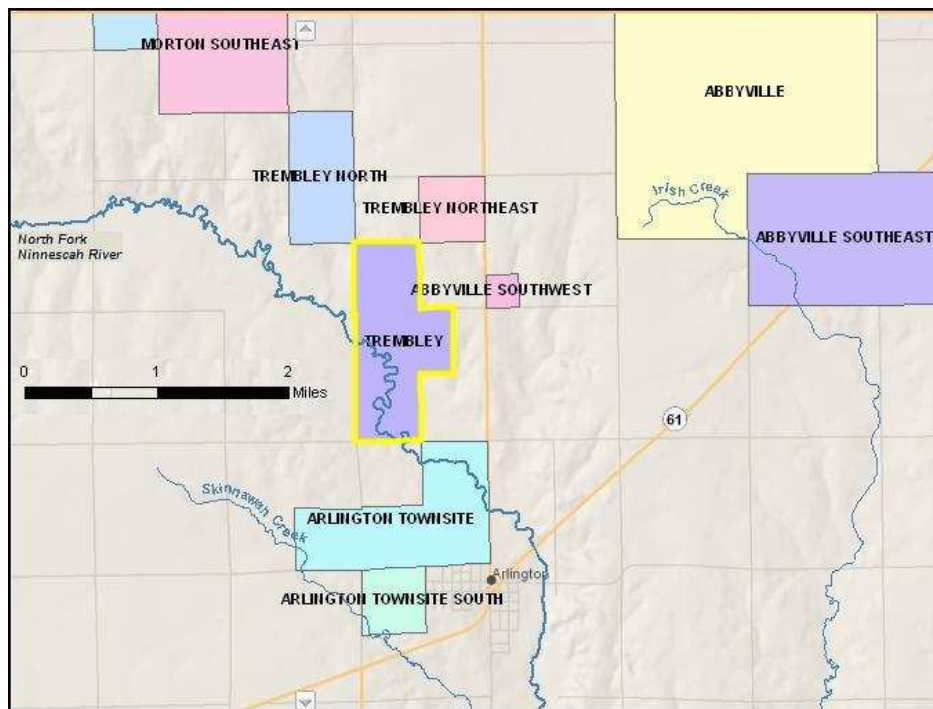 MORTON SOUTHEAST
ABBYVILLE
TREMBLEY NORTH
Irish Creek
TREMBLEY NORTHEAST
North Fork
Ninnescah River
ABBYVILLE SOUTHEAST
ABBYVILLE SOUTHWEST
TREMBLEY
0 1 2
Miles
61
Skinnawah Creek
ARLINGTON TOWNSITE
Arlington
ARLINGTON TOWNSITE SOUTH